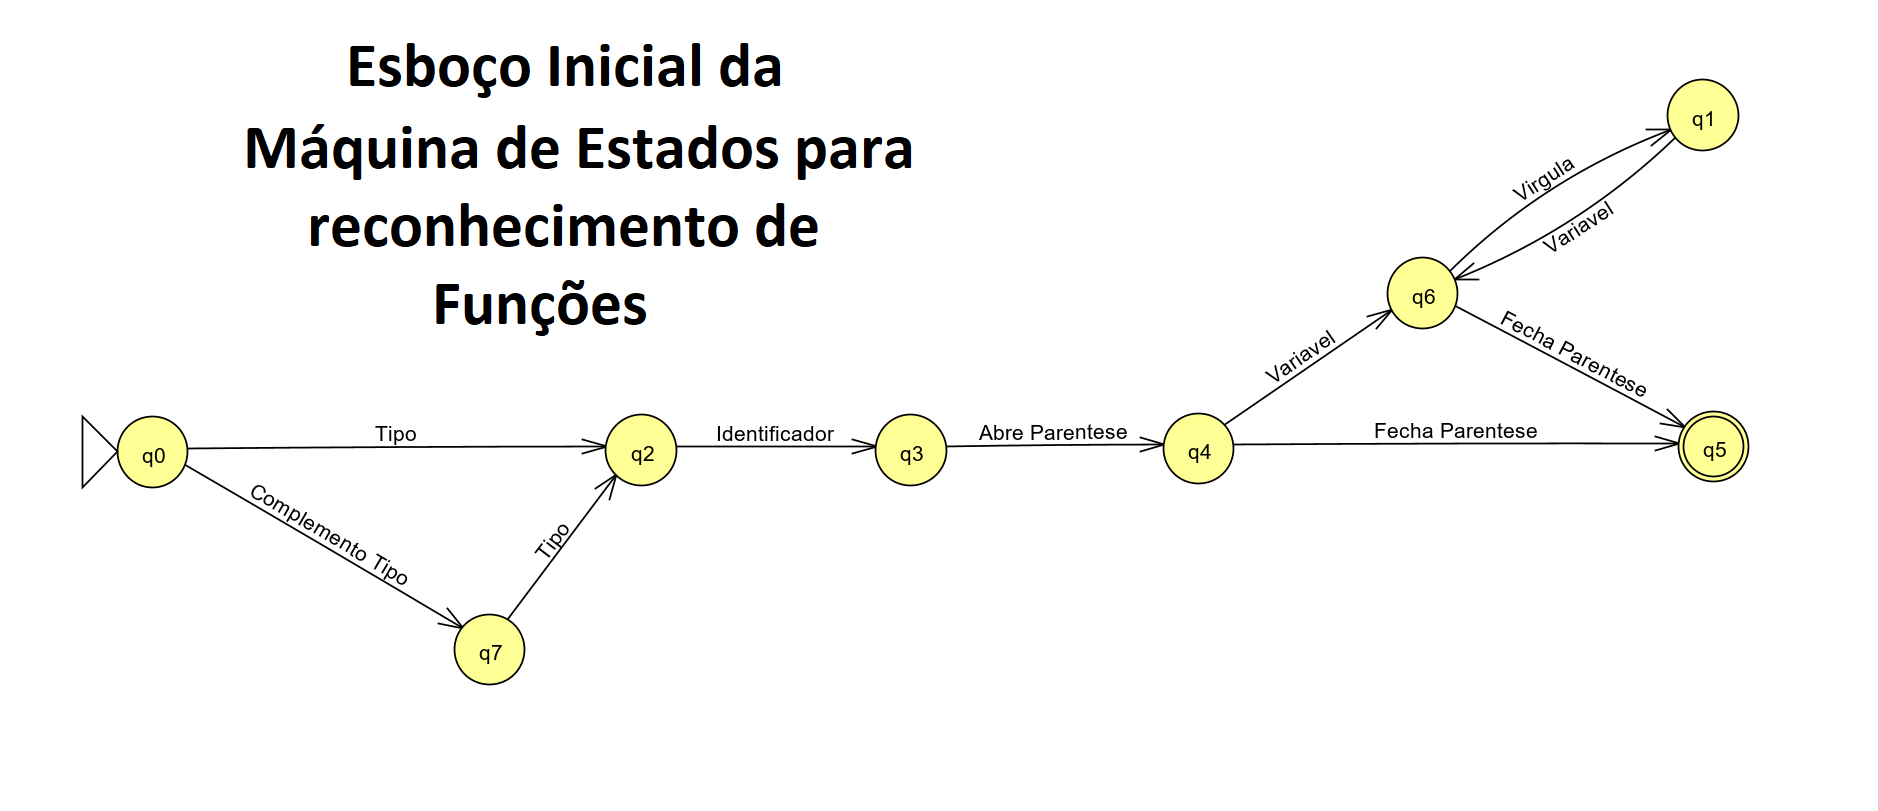 Esboço Inicial da
Máquina de Estados para
reconhecimento de
Funções
q1
Virgula
Variavel
q6
Fecha Parentese
Variavel
q0
Tipo
q2
Identificador
q3
Abre Parentese
q4
Fecha Parentese
q5
Complemento Tipo
Tipo
q7